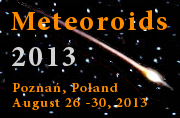 Meteoroids
2013
Poznań, Poland
August 26 -30, 2013